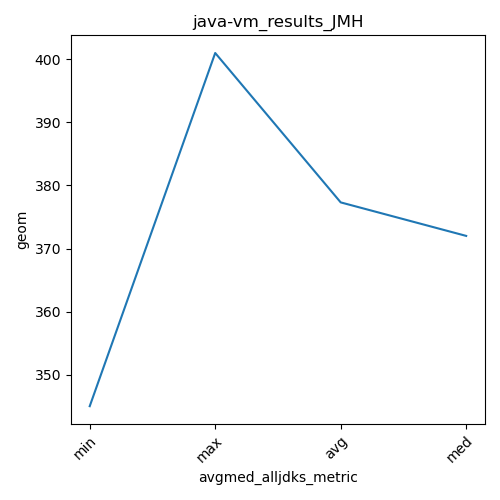 java-vm_results_JMH
400
390
380
370
360
350
geom
min
max
avg
med
avgmed_alljdks_metric